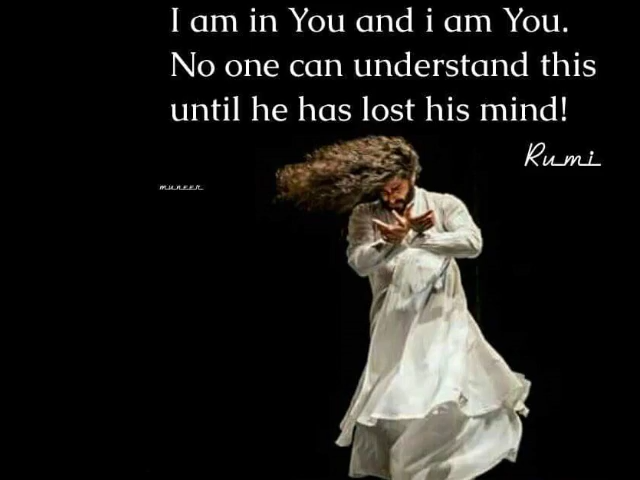 I am in You and i am You.
No one can understand this
until he has lost his mind!
Rumi
muneer